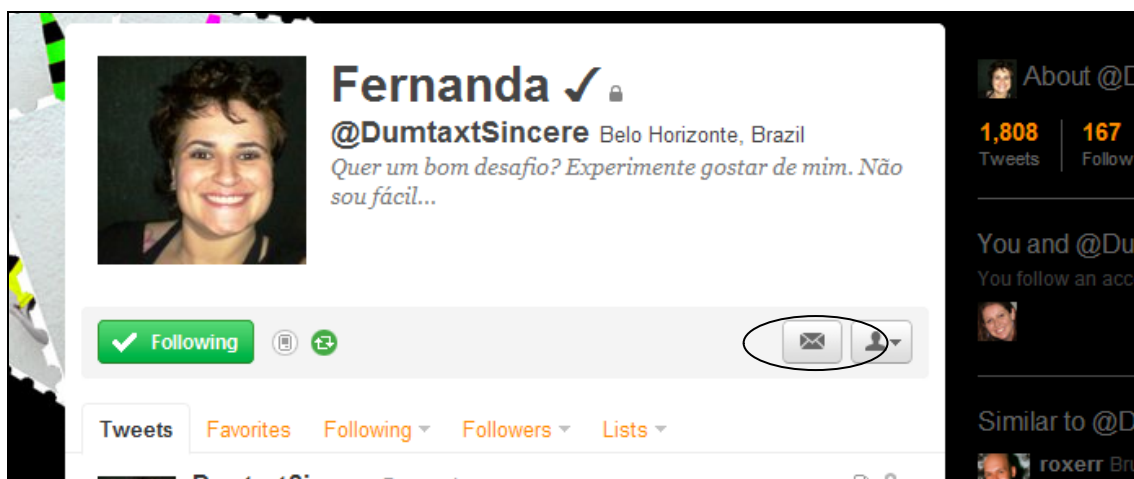 Fernanda ✓
@DumtaxtSincere Belo Horizonte, Brazil
Quer um bom desafio? Experimente gostar de mim. Não
sou fácil...
Following
Tweets Favorites Following Followers Lists
About @D
1,808 167
Tweets Follow
You and @Du
You follow an acc
Similar to @D
roxerr Bru